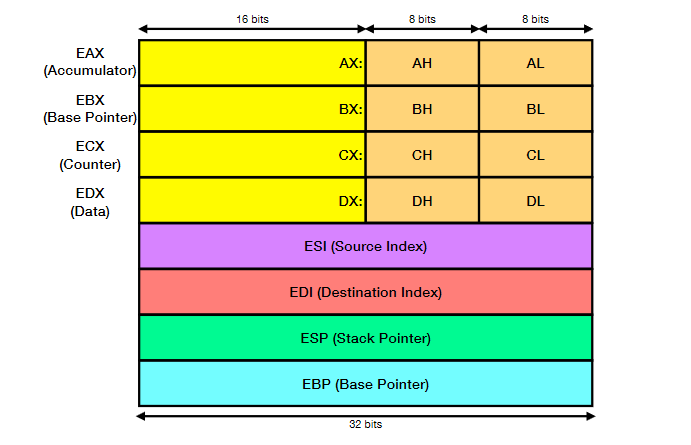 16 bits 8 bits 8 bits
EAX
(Accumulator)
AX: AH AL
EBX
(Base Pointer)
BX: BH BL
ECX
(Counter)
CX: CH CL
EDX
(Data)
DX: DH DL
ESI (Source Index)
EDI (Destination Index)
ESP (Stack Pointer)
EBP (Base Pointer)
32 bits